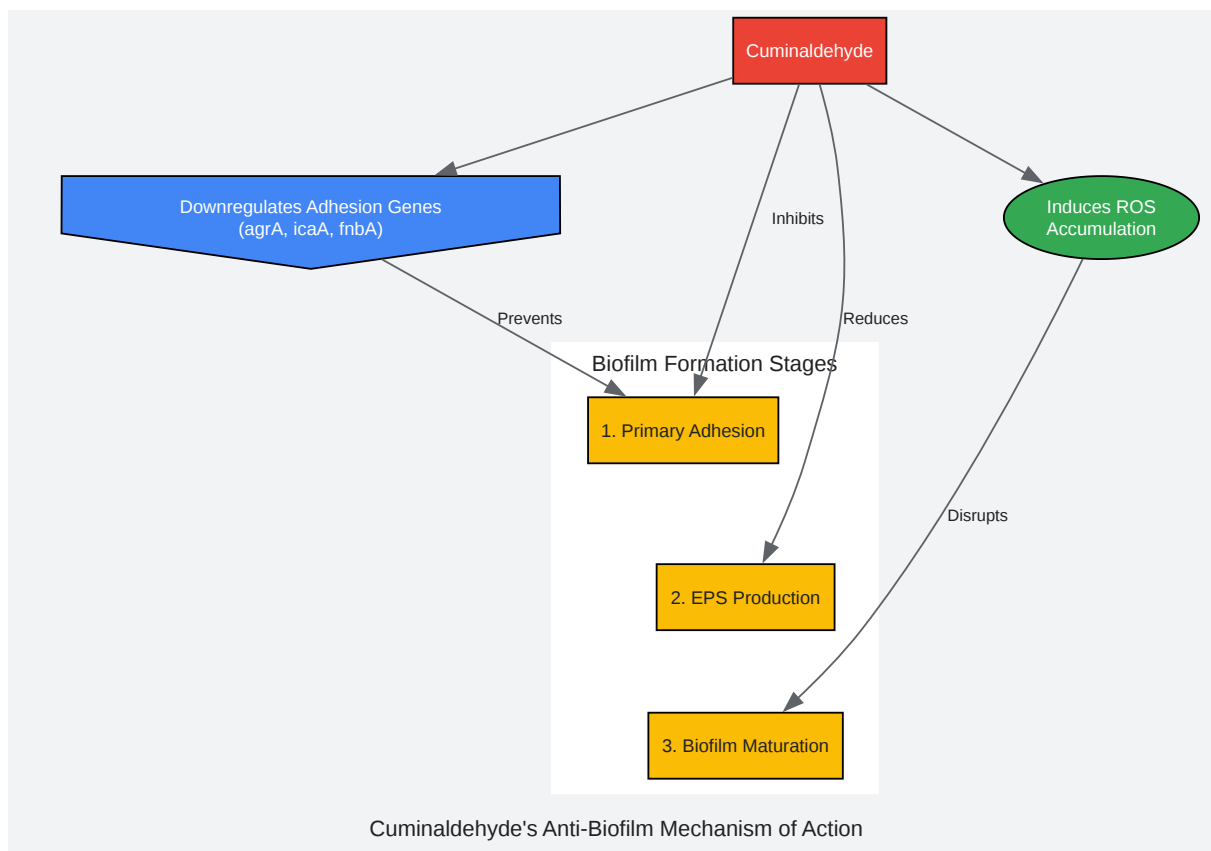 Cuminaldehyde
Downregulates Adhesion Genes
(agrA, icaA, fnbA)
Induces ROS
Accumulation
Inhibits
Prevents
Reduces
Biofilm Formation Stages
1. Primary Adhesion
Disrupts
2. EPS Production
3. Biofilm Maturation
Cuminaldehyde's Anti-Biofilm Mechanism of Action